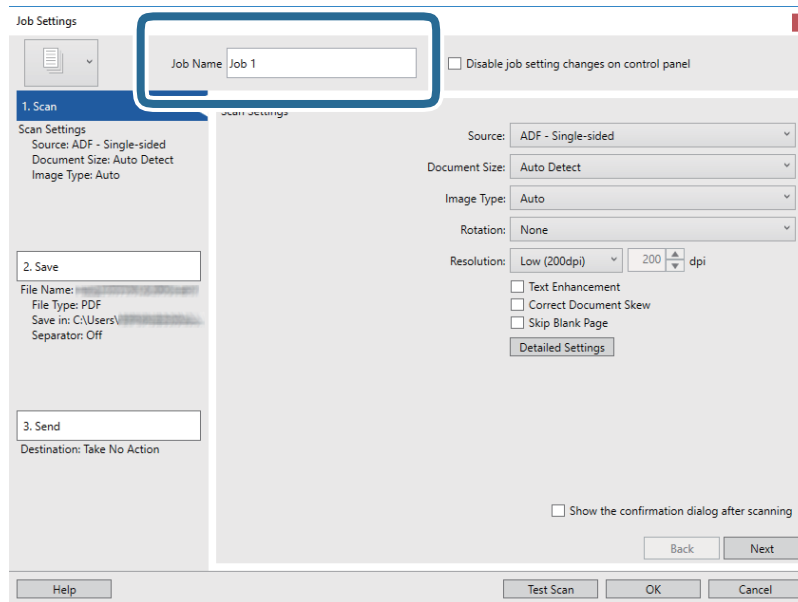 Job Settings
Job Name Job 1
Disable job setting changes on control panel
1. Scan
Scan Settings
Source: ADF - Single-sided
Document Size: Auto Detect
Image Type: Auto
2. Save
File Name:
File Type: PDF
Save in: C:\Users\
Separator: Off
3. Send
Destination: Take No Action
Scan Settings
Source: ADF - Single-sided
Document Size: Auto Detect
Image Type: Auto
Rotation: None
Resolution: Low (200dpi) 200 dpi
Text Enhancement
Correct Document Skew
Skip Blank Page
Detailed Settings
Show the confirmation dialog after scanning
Back Next
Help Test Scan OK Cancel